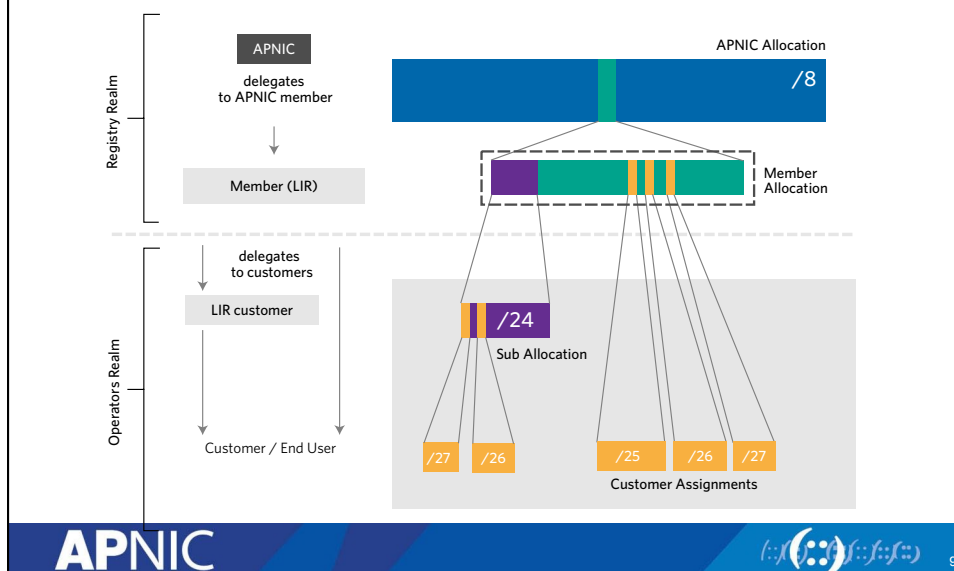 APNIC
delegates
to APNIC member
Member (LIR)
Registry Realm
APNIC Allocation
/8
Member
Allocation
delegates
to customers
LIR customer
Customer / End User
Operators Realm
/24
Sub Allocation
/27
/26
/25
/26
/27
Customer Assignments
APNIC
(::)
9